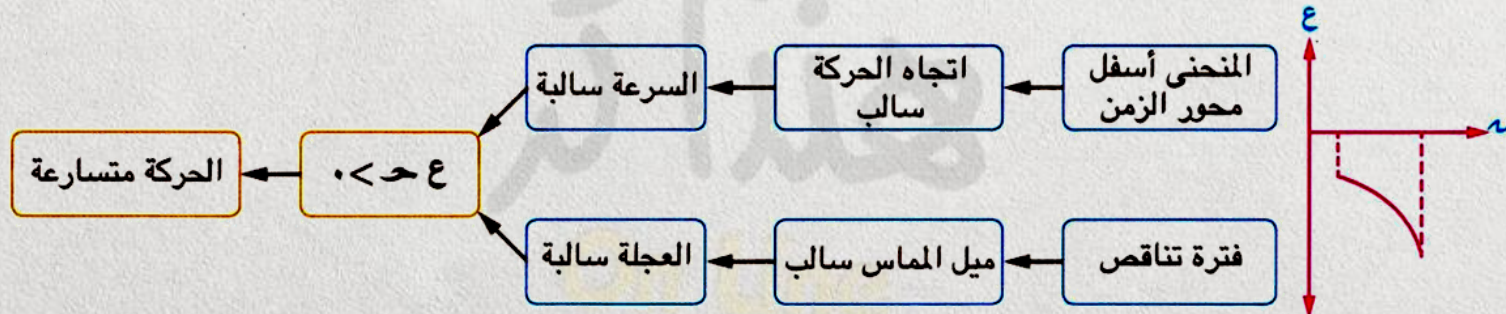 ع
ن
المنحنى أسفل
محور الزمن
اتجاه الحركة
سالب
السرعة سالبة
فترة تناقص
ميل المماس سالب
العجلة سالبة
ع حـ > ٠
الحركة متسارعة